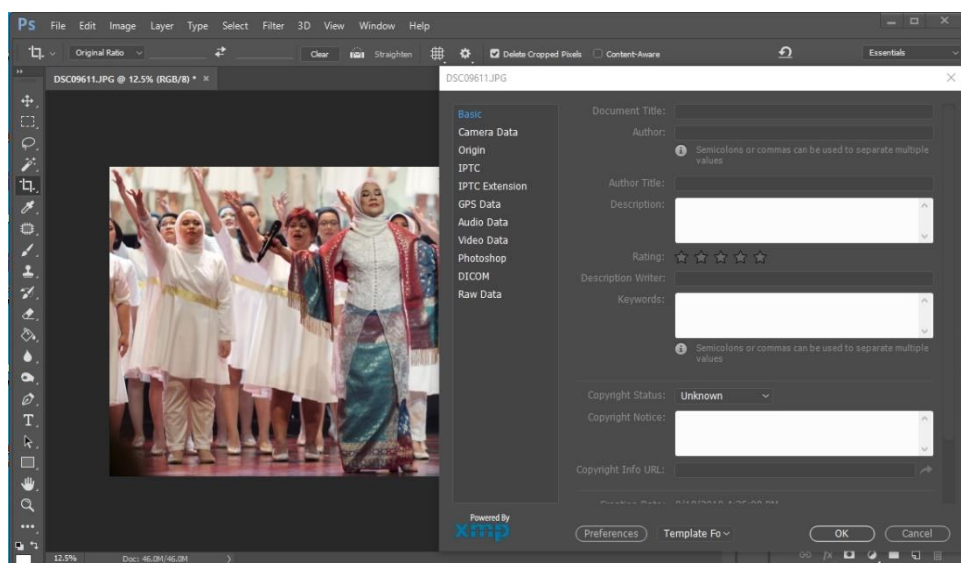 Ps File Edit Image Layer Type Select Filter 3D View Window Help
Original Ratio Clear Straighten Delete Cropped Pixels Content-Aware Essentials
DSC09611.JPG @ 12.5% (RGB/8) * ×
DSC09611.JPG
Basic
Camera Data
Origin
IPTC
IPTC Extension
GPS Data
Audio Data
Video Data
Photoshop
DICOM
Raw Data
Document Title:
Author:
Semicolons or commas can be used to separate multiple
values
Author Title:
Description:
Rating:
Description Writer:
Keywords:
Semicolons or commas can be used to separate multiple
values
Copyright Status: Unknown
Copyright Notice:
Copyright Info URL:
Powered By
xmp
Preferences Template Fo OK Cancel
12.5% Doc: 46.0M/46.0M